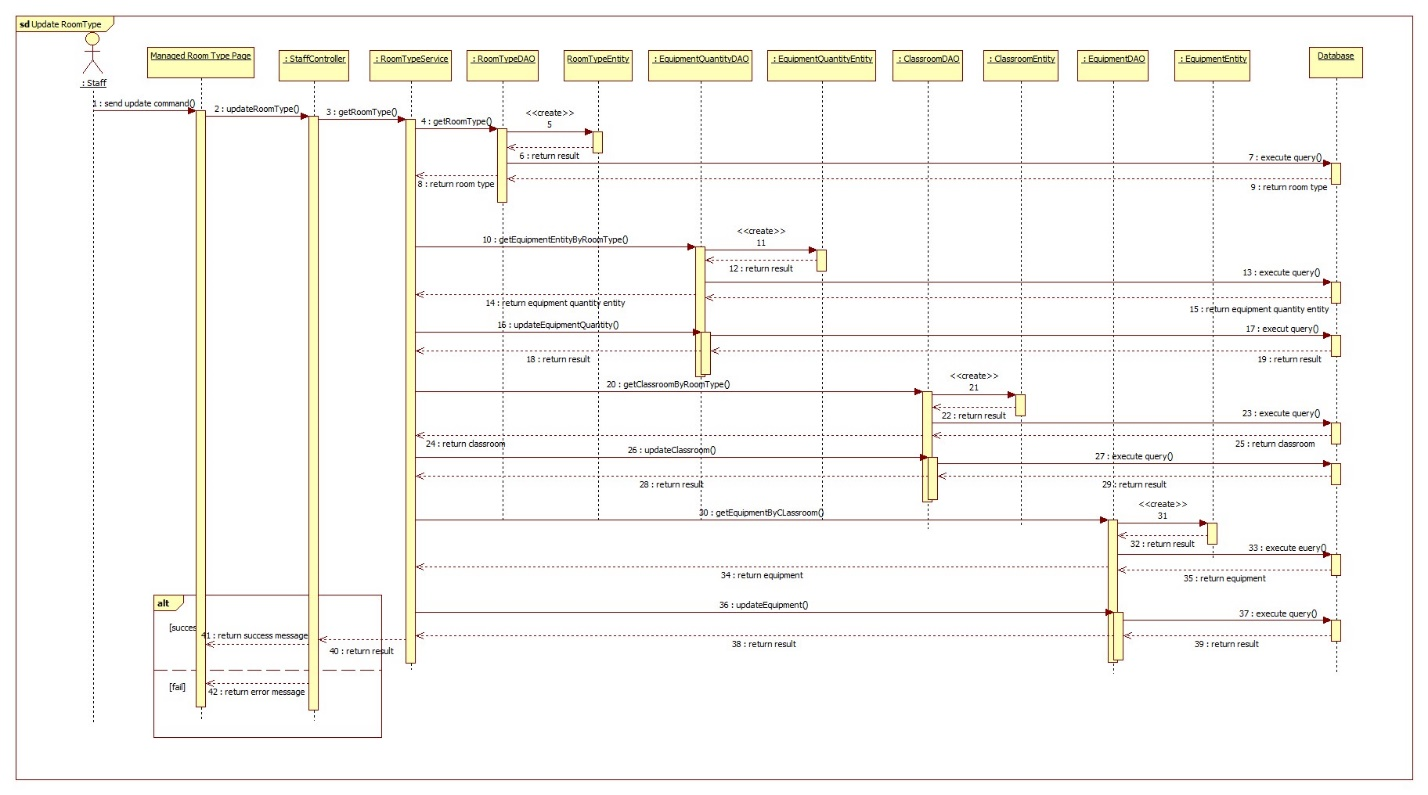 sd Update RoomType
: Staff
Managed Room Type Page
: StaffController
: RoomTypeService
: RoomTypeDAO
RoomTypeEntity
: EquipmentQuantityDAO
: EquipmentQuantityEntity
: ClassroomDAO
: ClassroomEntity
: EquipmentDAO
: EquipmentEntity
Database
1 : send update command()
2 : updateRoomType()
3 : getRoomType()
4 : getRoomType()
<<create>>
5
6 : return result
7 : execute query()
8 : return room type
9 : return room type
10 : getEquipmentEntityByRoomType()
<<create>>
11
12 : return result
13 : execute query()
14 : return equipment quantity entity
15 : return equipment quantity entity
16 : updateEquipmentQuantity()
17 : execut query()
18 : return result
19 : return result
20 : getClassroomByRoomType()
<<create>>
21
22 : return result
23 : execute query()
24 : return classroom
25 : return classroom
26 : updateClassroom()
27 : execute query()
28 : return result
29 : return result
30 : getEquipmentByCLassroom()
<<create>>
31
32 : return result
33 : execute euery()
34 : return equipment
35 : return equipment
36 : updateEquipment()
37 : execute query()
38 : return result
39 : return result
alt
[succes
40 : return result
41 : return success message
[fail]
42 : return error message